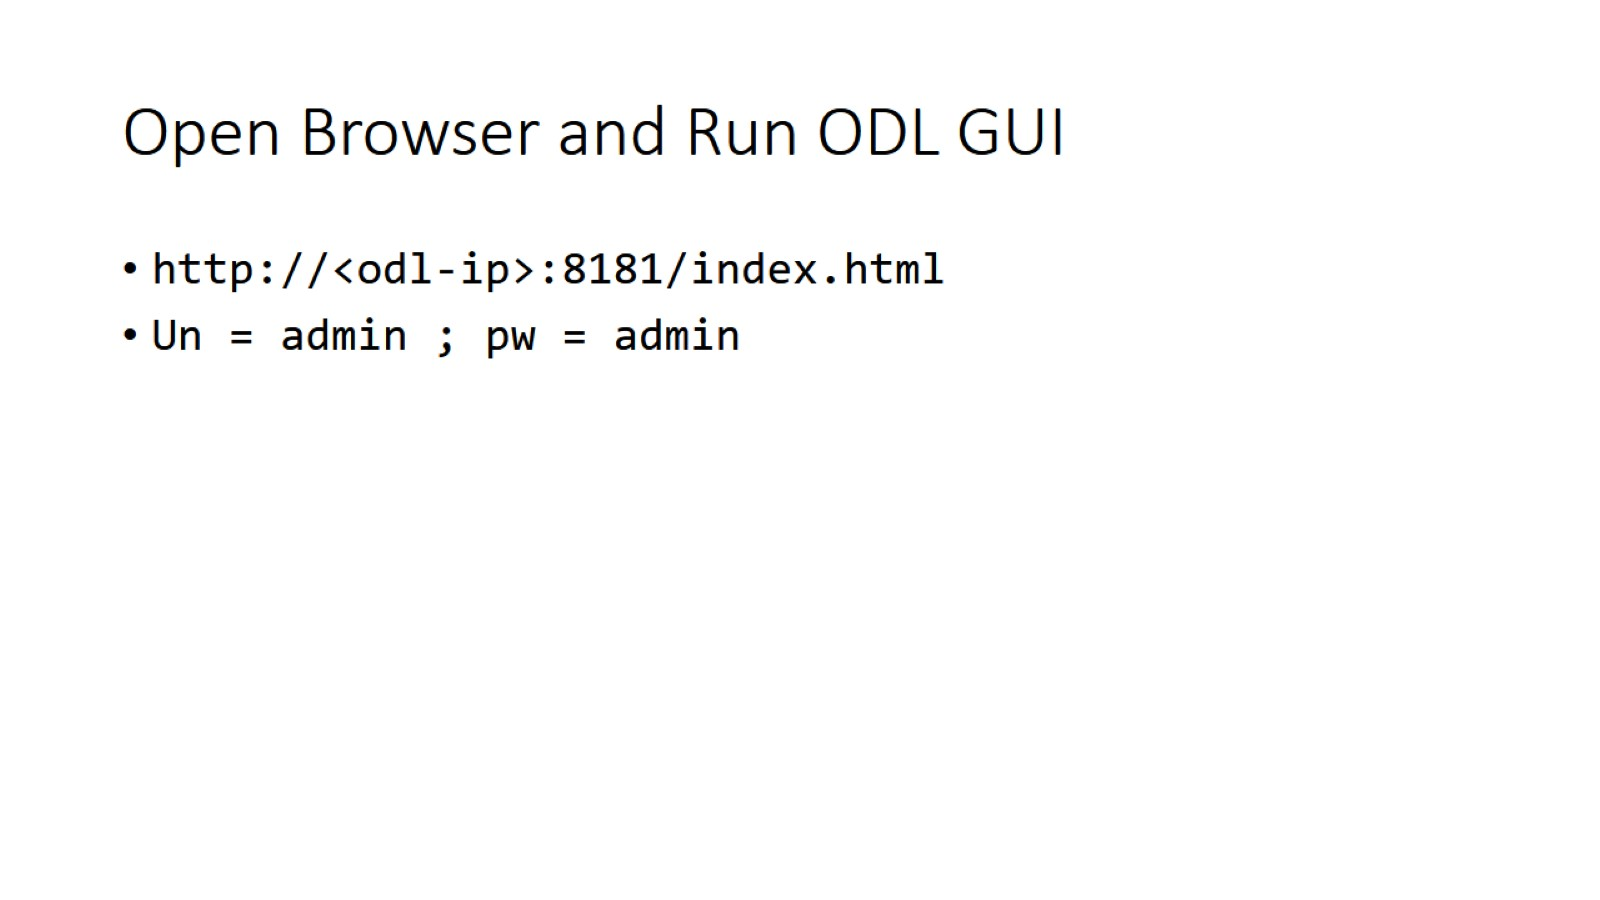 Open Browser and Run ODL GUI
• http://<odl-ip>:8181/index.html
• Un = admin ; pw = admin